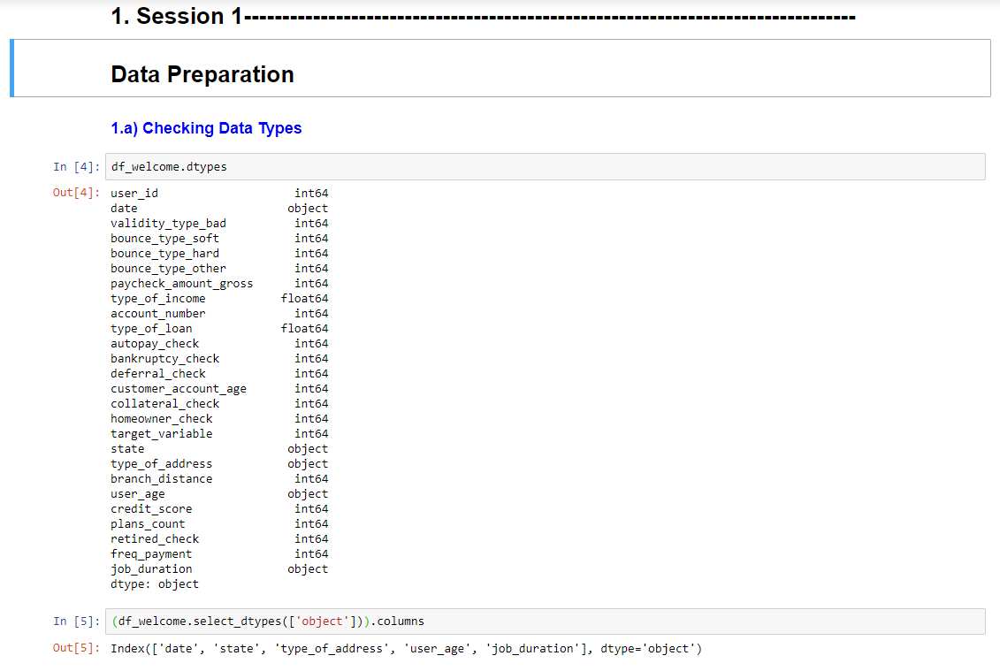 1. Session 1--------------------------------------------------------------------------------
Data Preparation
1.a) Checking Data Types
In [4]: df_welcome.dtypes
Out[4]: user_id int64
date object
validity_type_bad int64
bounce_type_soft int64
bounce_type_hard int64
bounce_type_other int64
paycheck_amount_gross int64
type_of_income float64
account_number int64
type_of_loan float64
autopay_check int64
bankruptcy_check int64
deferral_check int64
customer_account_age int64
collateral_check int64
homeowner_check int64
target_variable int64
state object
type_of_address object
branch_distance int64
user_age object
credit_score int64
plans_count int64
retired_check int64
freq_payment int64
job_duration object
dtype: object
In [5]: (df_welcome.select_dtypes(['object'])).columns
Out[5]: Index(['date', 'state', 'type_of_address', 'user_age', 'job_duration'], dtype='object')